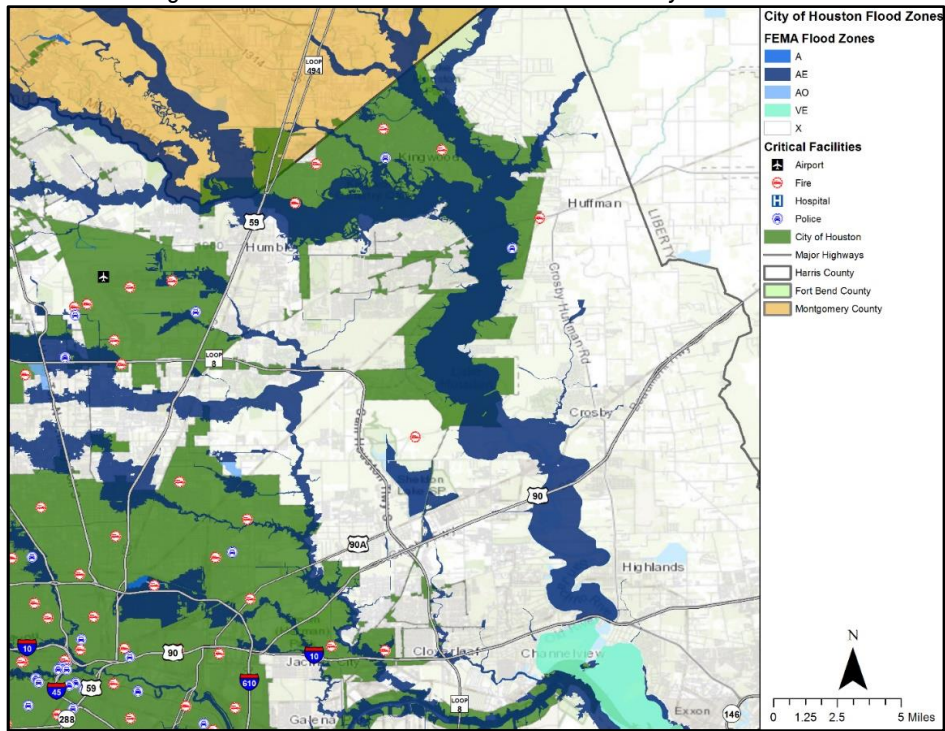 City of Houston Flood Zones
FEMA Flood Zones
A
AE
AO
VE
X
Critical Facilities
Airport
Fire
H Hospital
Police
City of Houston
Major Highways
Harris County
Fort Bend County
Montgomery County
N
0 1.25 2.5 5 Miles
LOOP
494
Kingwood
Huffman
LIBERTY
59
Humble
Crosby Huffman Rd
LOOP
8
Crosby
Sheldon
Lake SP
90
90A
Highlands
10
90
10
Cloverleaf
Channelview
Jacinto City
45
59
610
LOOP
8
288
Galena
146
Exxon